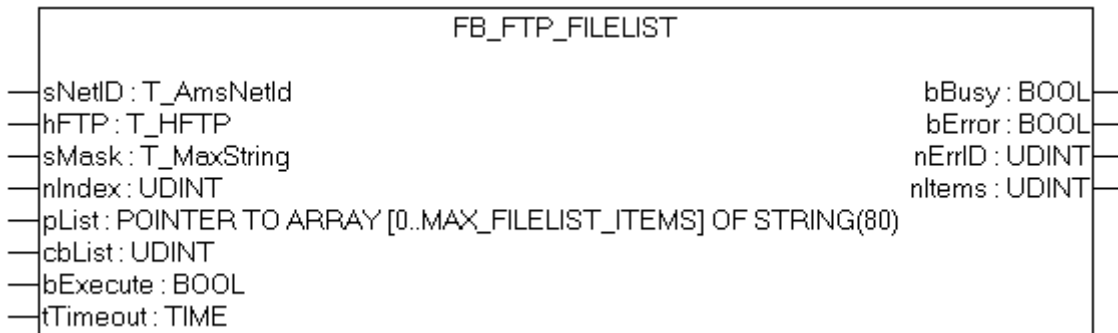 FB_FTP_FILELIST
sNetID : T_AmsNetId bBusy : BOOL
hFTP : T_HFTP bError : BOOL
sMask : T_MaxString nErrID : UDINT
nIndex : UDINT nItems : UDINT
pList : POINTER TO ARRAY [0..MAX_FILELIST_ITEMS] OF STRING(80)
cbList : UDINT
bExecute : BOOL
tTimeout : TIME